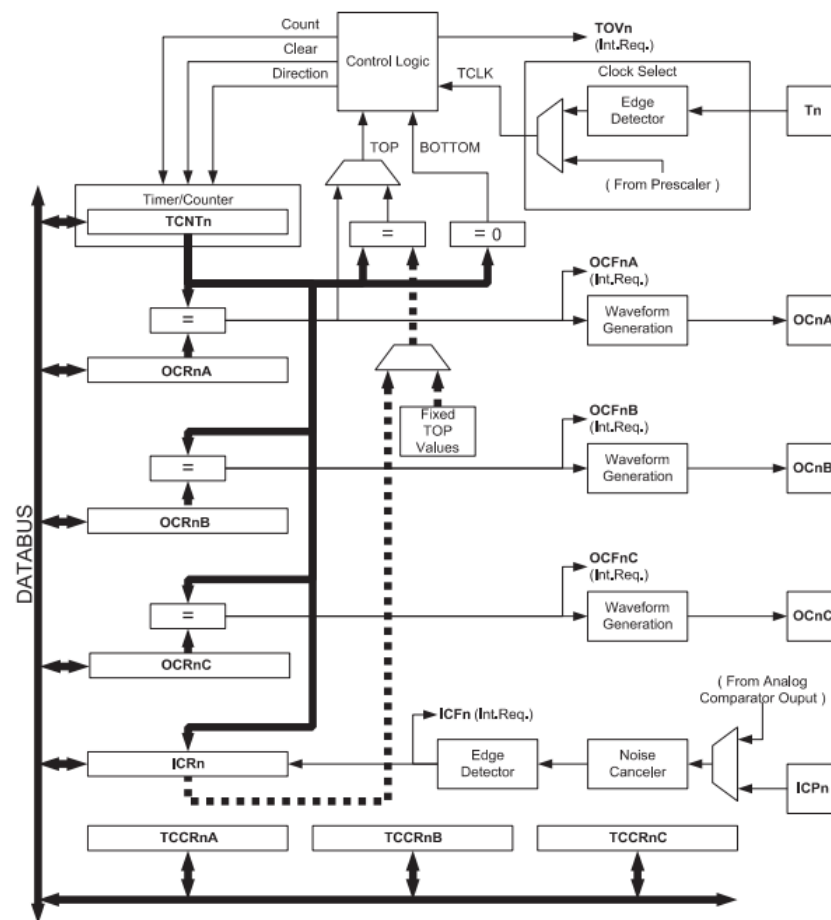 Count
Clear
Direction
Control Logic
TOVn
(Int.Req.)
TCLK
Clock Select
Edge
Detector
Tn
( From Prescaler )
TOP
BOTTOM
Timer/Counter
TCNTn
=
= 0
=
OCRnA
OCFnA
(Int.Req.)
Waveform
Generation
OCnA
Fixed
TOP
Values
=
OCRnB
OCFnB
(Int.Req.)
Waveform
Generation
OCnB
DATABUS
=
OCRnC
OCFnC
(Int.Req.)
Waveform
Generation
OCnC
( From Analog
Comparator Ouput )
ICFn (Int.Req.)
ICRn
Edge
Detector
Noise
Canceler
ICPn
TCCRnA
TCCRnB
TCCRnC